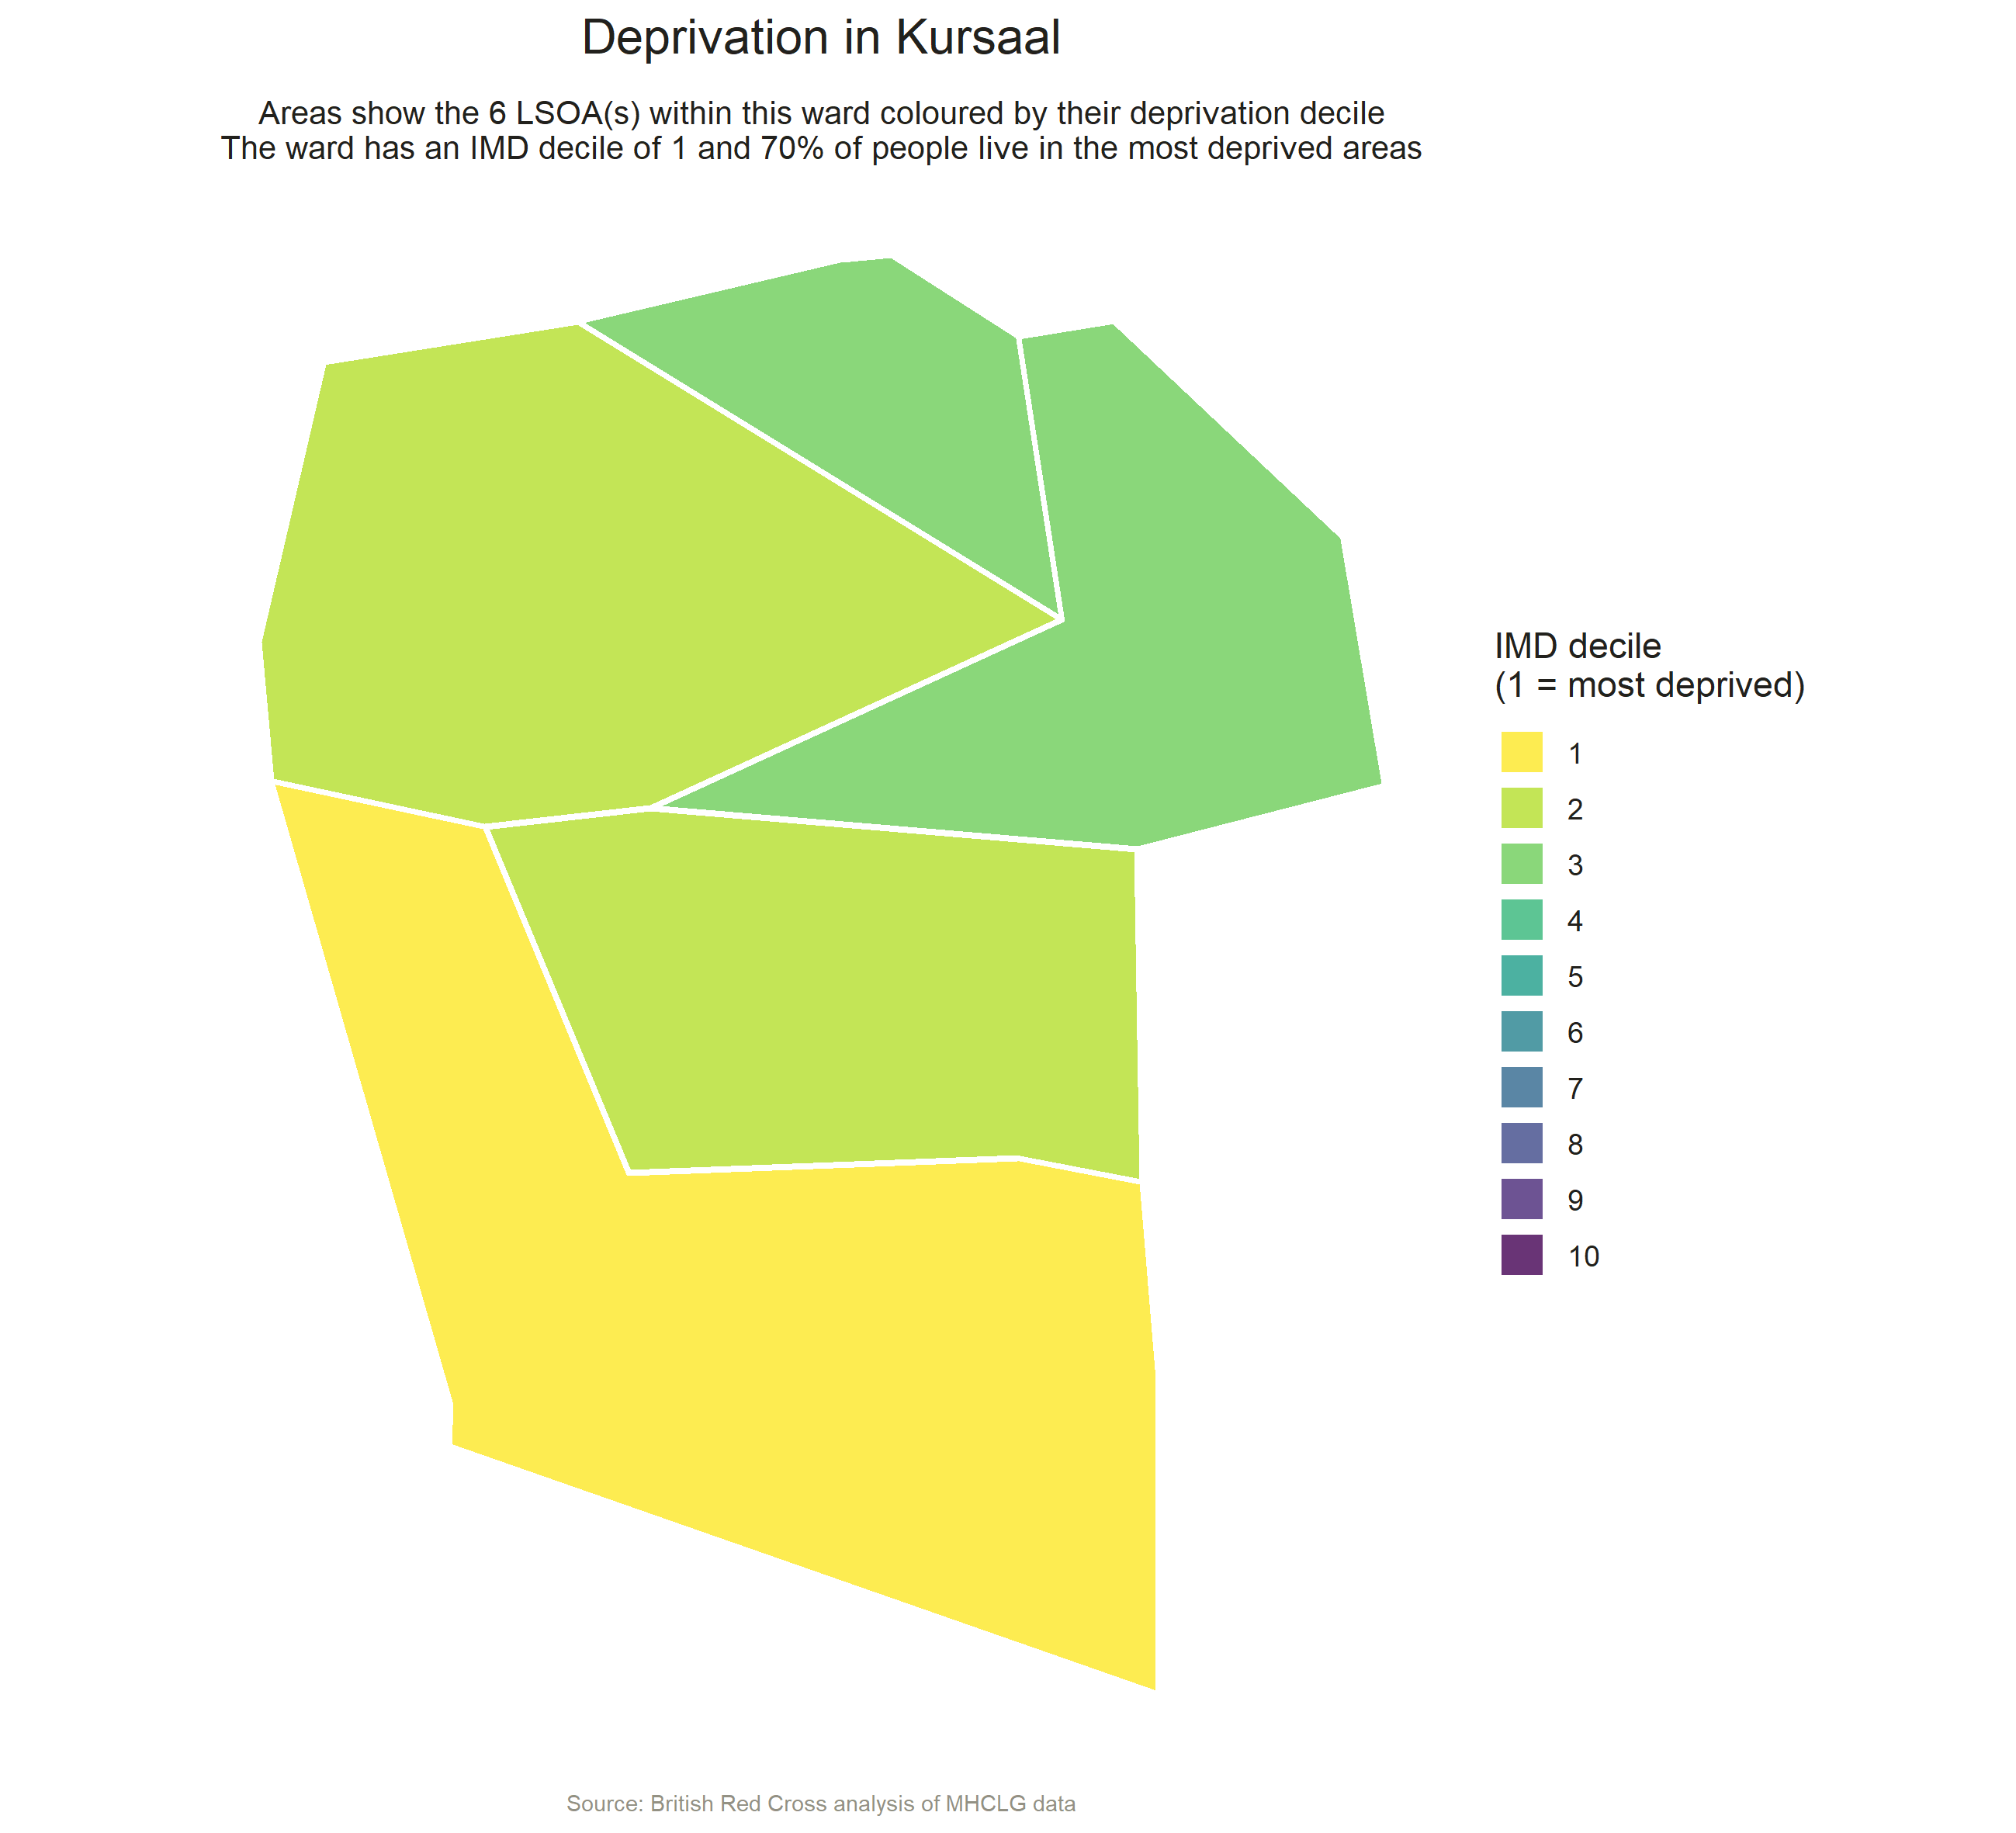 Deprivation in Kursaal
Areas show the 6 LSOA(s) within this ward coloured by their deprivation decile
The ward has an IMD decile of 1 and 70% of people live in the most deprived areas
IMD decile
(1 = most deprived)
1
2
3
4
5
6
7
8
9
10
Source: British Red Cross analysis of MHCLG data